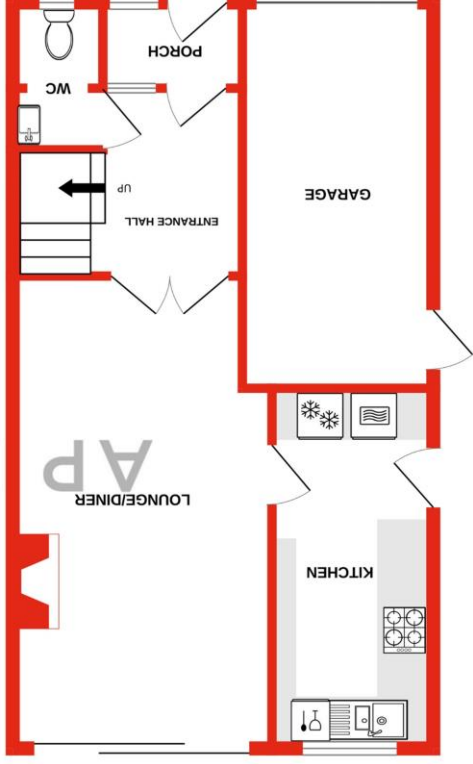 KITCHEN
LOUNGE/DINER
AP
GARAGE
ENTRANCE HALL
UP
WC
PORCH